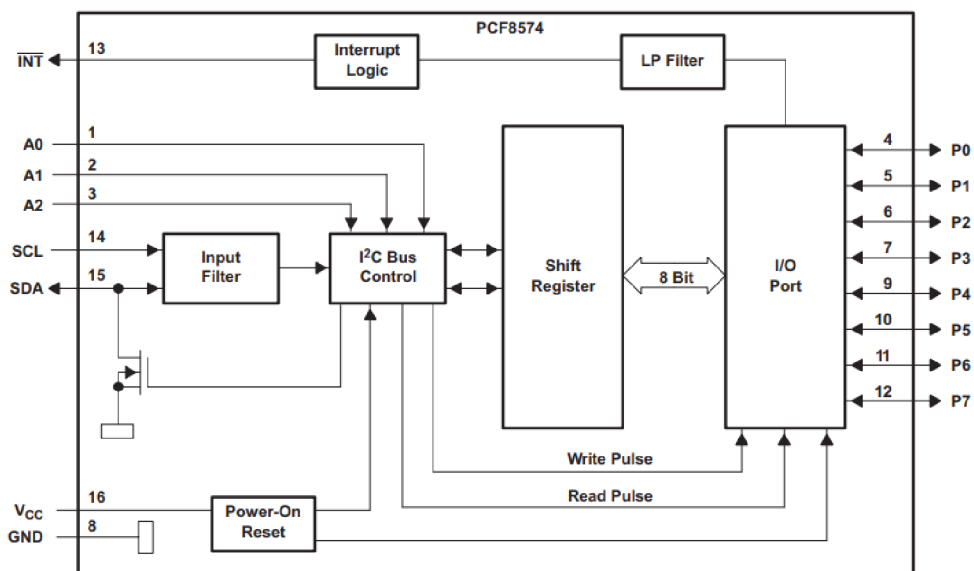 PCF8574
INT 13
Interrupt
Logic
LP Filter
A0 1
A1 2
A2 3
SCL 14
SDA 15
Input
Filter
I²C Bus
Control
Shift
Register
8 Bit
I/O
Port
4 P0
5 P1
6 P2
7 P3
9 P4
10 P5
11 P6
12 P7
Write Pulse
Read Pulse
VCC 16
GND 8
Power-On
Reset